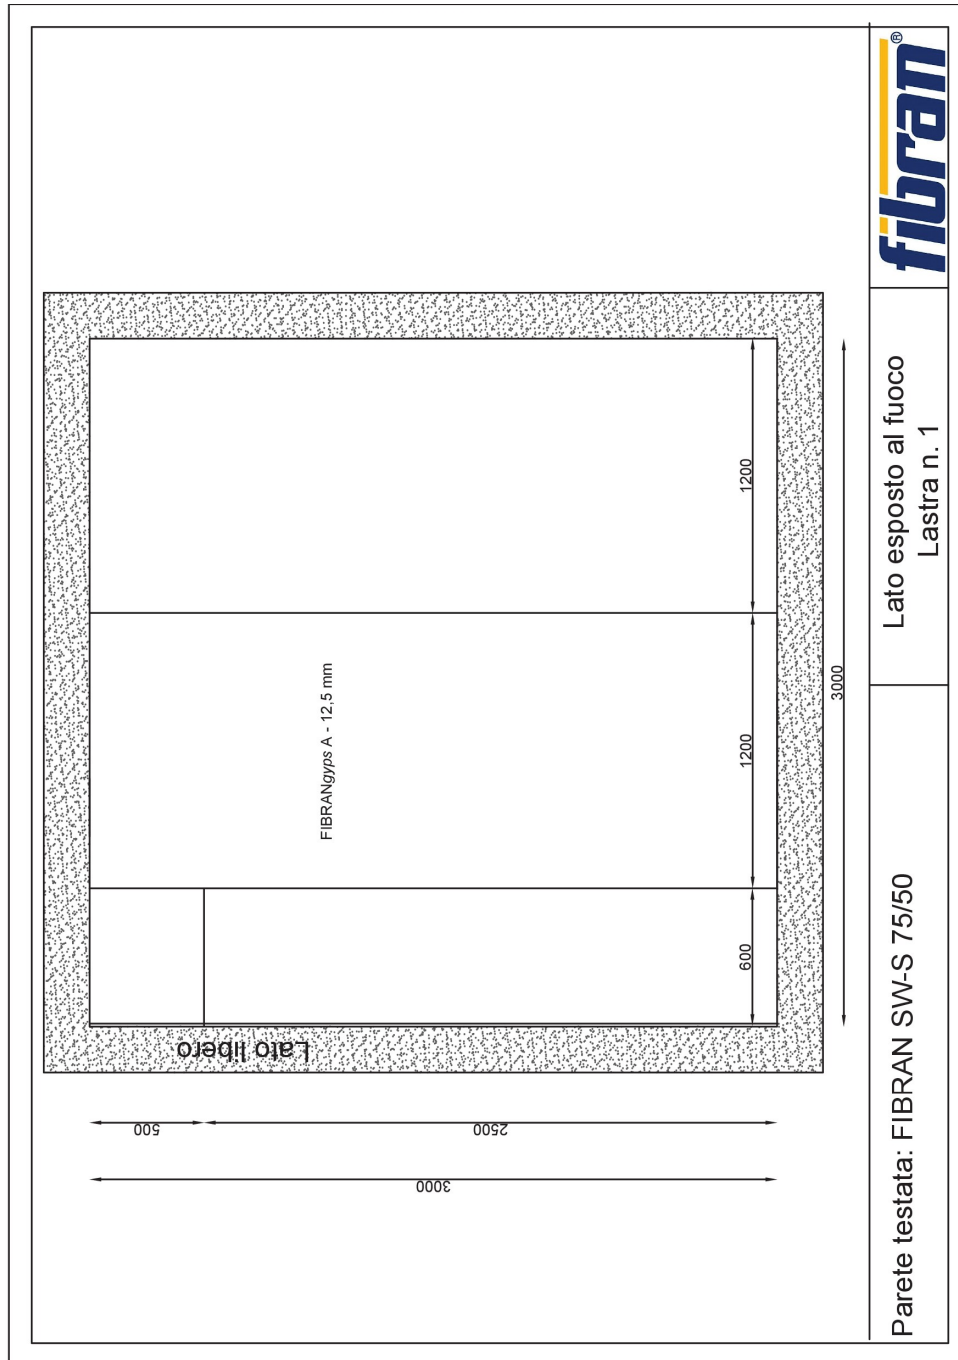 Lato libero
500
2500
3000
FIBRANgyps A - 12,5 mm
600
1200
1200
3000
Parete testata: FIBRAN SW-S 75/50
Lato esposto al fuoco
Lastra n. 1
fibran®